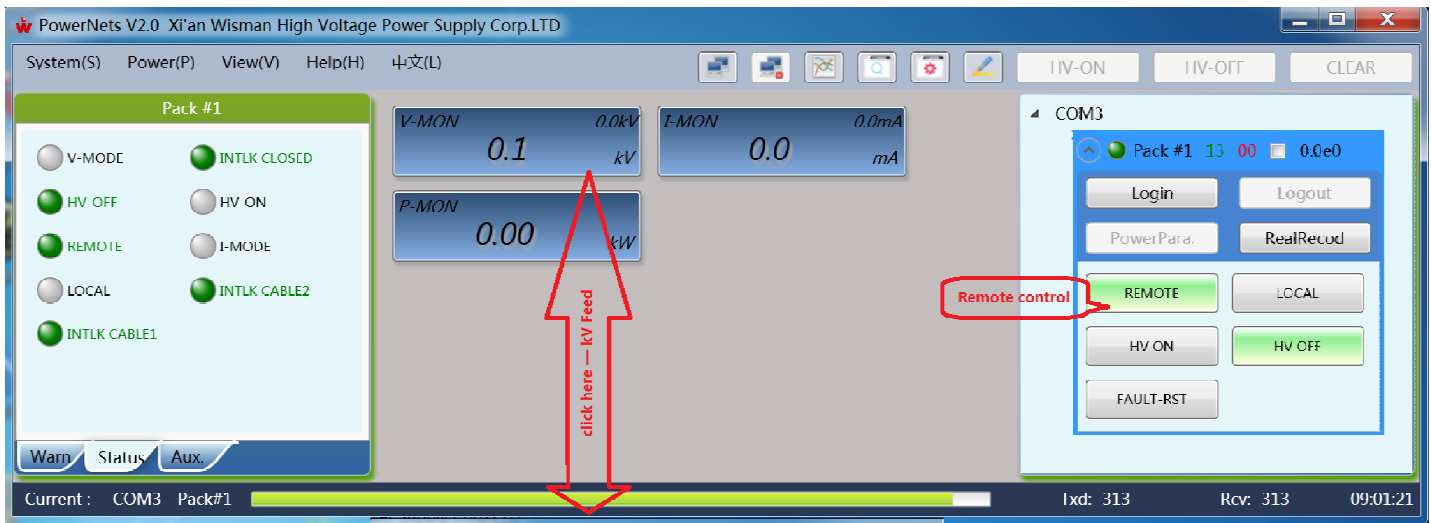 PowerNets V2.0 Xi'an Wisman High Voltage Power Supply Corp.LTD
System(S) Power(P) View(V) Help(H) 中文(L)
HV-ON HV-OFF CLEAR
Pack #1
V-MODE INTLK CLOSED
HV OFF HV ON
REMOTE I-MODE
LOCAL INTLK CABLE2
INTLK CABLE1
Warn Status Aux.
V-MON 0.0kV
0.1 kV
I-MON 0.0mA
0.0 mA
P-MON
0.00 kW
click here — kV Feed
COM3
Pack #1 13 00 0.0e0
Login Logout
PowerPara. RealRecod
Remote control
REMOTE LOCAL
HV ON HV OFF
FAULT-RST
Current : COM3 Pack#1
Txd: 313 Rcv: 313 09:01:21